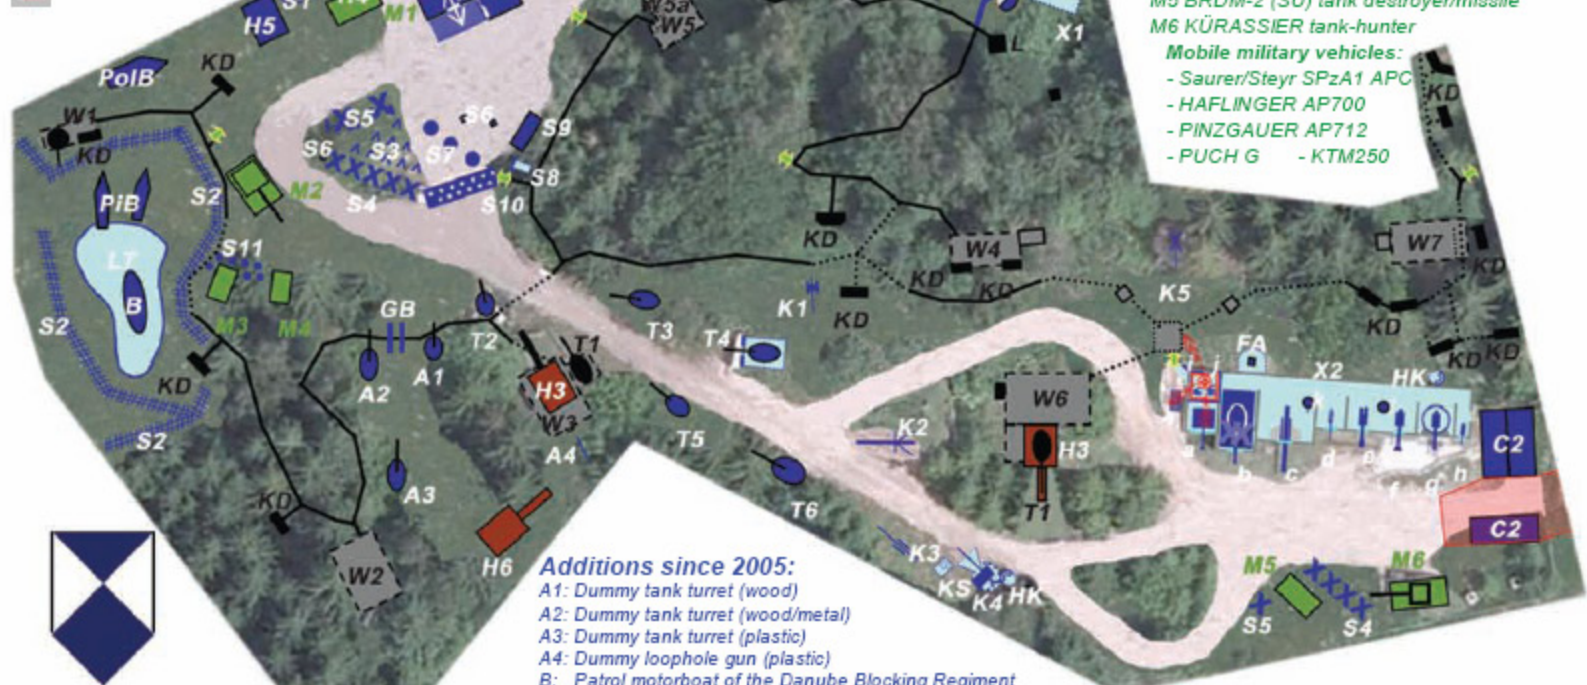 S1
H5
M1
W5a
W5
L
X1
M5 BRDM-2 (SU) tank destroyer/missile
M6 KÜRASSIER tank-hunter
Mobile military vehicles:
- Saurer/Steyr SPzA1 APC
- HAFLINGER AP700
- PINZGAUER AP712
- PUCH G - KTM250
PolB
KD
W1
KD
KD
S5
S6
S9
S6
S3
S7
S8
M2
S2
S4
S10
PiB
KD
W4
W7
KD
LT
S11
KD
KD
B
K1
K5
KD
KD
S2
M3
M4
GB
T2
T3
T4
FA
KD
KD
KD
A2
A1
T1
H3
W3
X2
HK
W6
T5
K2
S2
A4
H3
a
b
c
d
f
g
h
C2
A3
T6
T1
KD
C2
H6
K3
KS
K4
HK
M5
M6
W2
S5
S4
Additions since 2005:
A1: Dummy tank turret (wood)
A2: Dummy tank turret (wood/metal)
A3: Dummy tank turret (plastic)
A4: Dummy loophole gun (plastic)
B: Patrol motorboat of the Danube Blocking Regiment